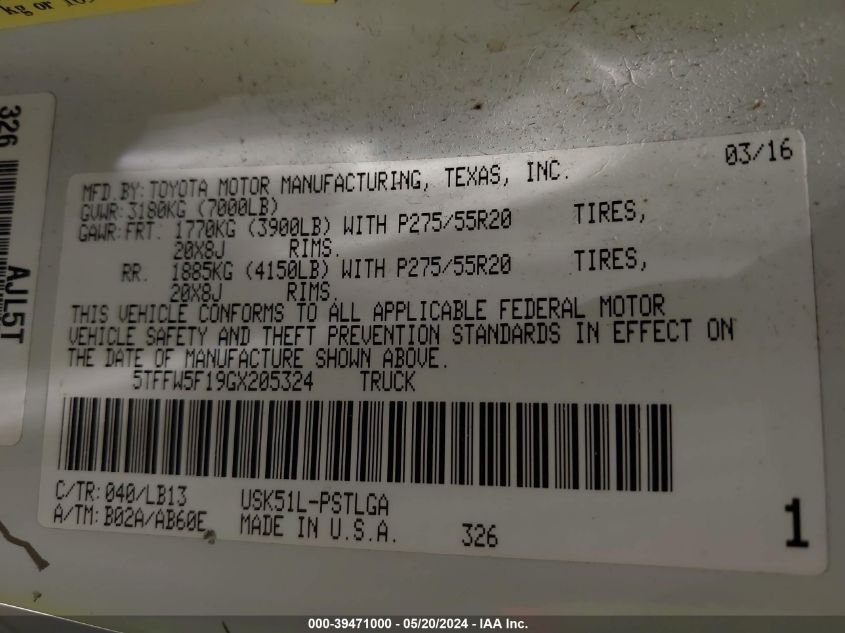 kg or
326
AJL5T
03/16
MFD BY: TOYOTA MOTOR MANUFACTURING, TEXAS, INC.
GVWR: 3180KG (7000LB)
GAWR: FRT. 1770KG (3900LB) WITH P275/55R20 TIRES,
20X8J RIMS.
RR. 1885KG (4150LB) WITH P275/55R20 TIRES,
20X8J RIMS.
THIS VEHICLE CONFORMS TO ALL APPLICABLE FEDERAL MOTOR
VEHICLE SAFETY AND THEFT PREVENTION STANDARDS IN EFFECT ON
THE DATE OF MANUFACTURE SHOWN ABOVE.
5TFFW5F19GX205324 TRUCK
C/TR: 040/LB13 USK51L-PSTLGA
A/TM: B02A/AB60E MADE IN U.S.A. 326
1
000-39471000 - 05/20/2024 - IAA Inc.